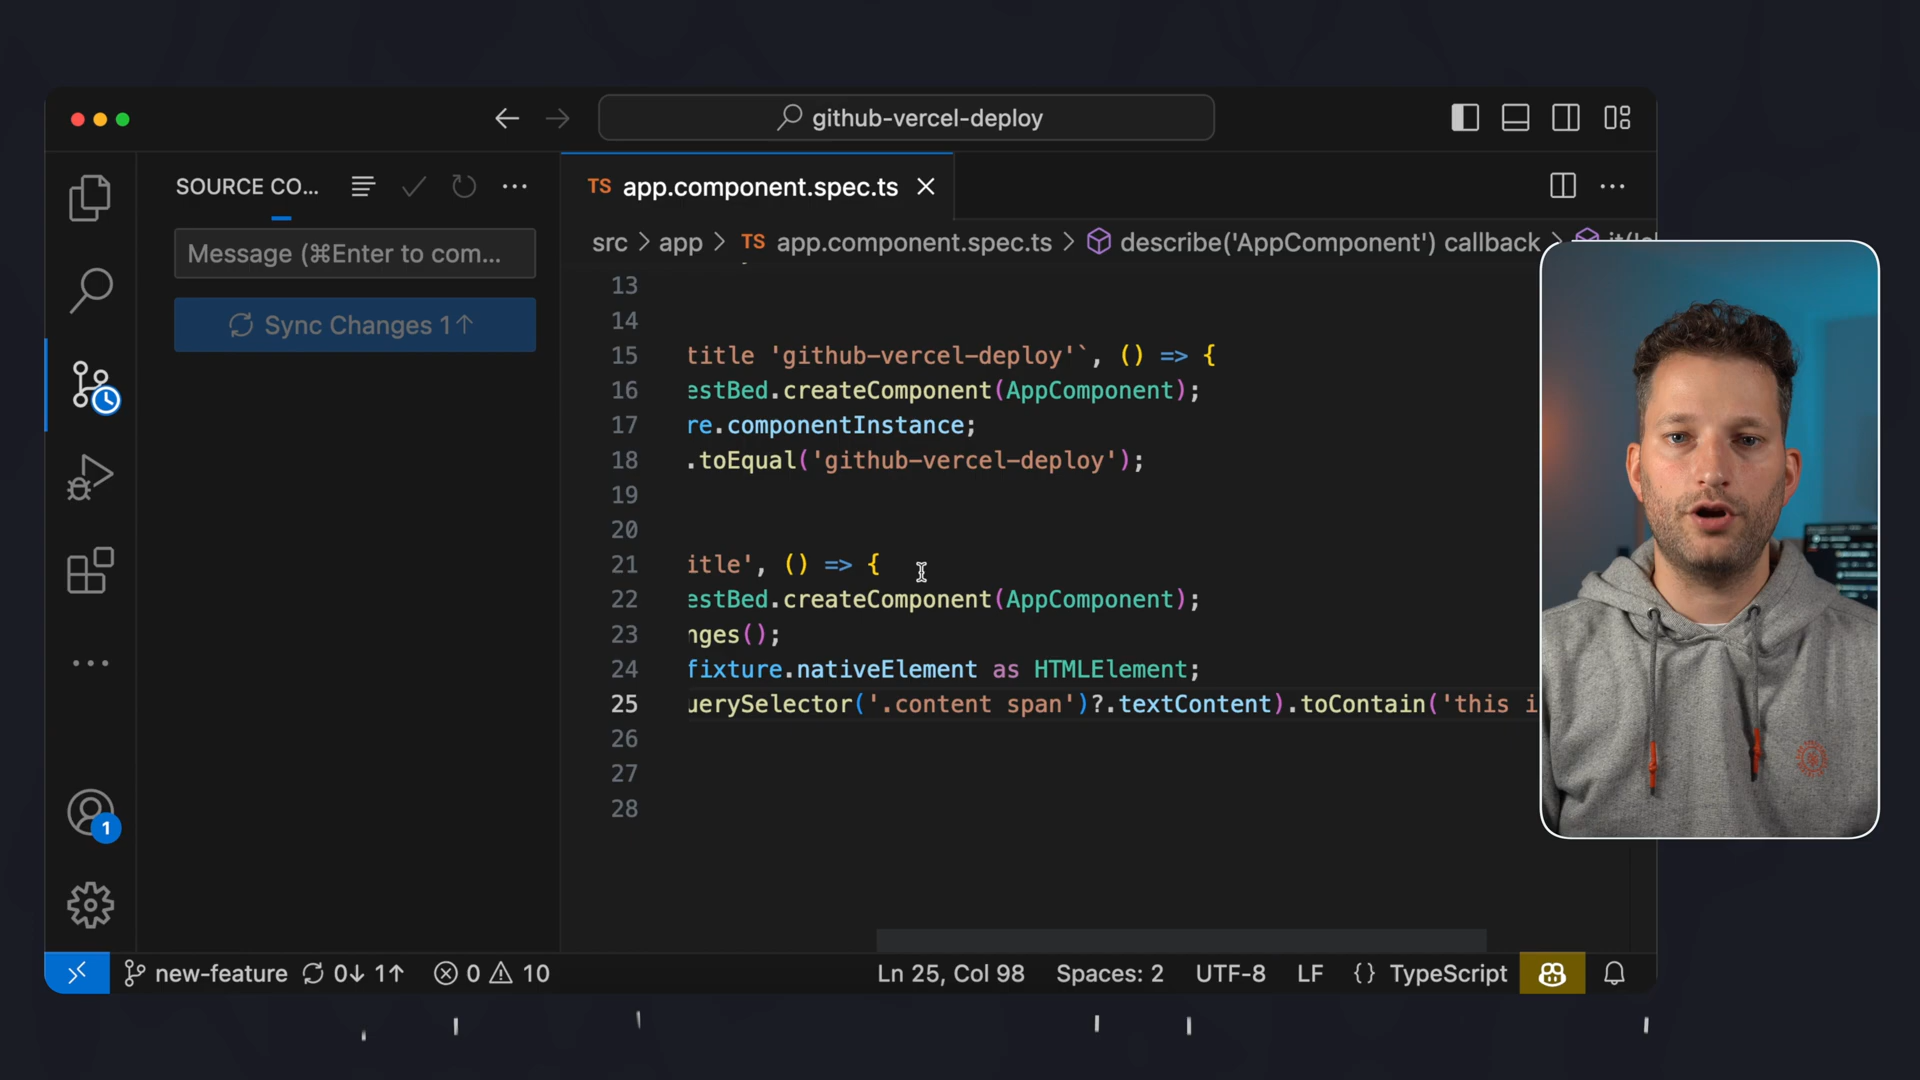 github-vercel-deploy
SOURCE CO...
TS app.component.spec.ts
Message (⌘Enter to com...
src > app > TS app.component.spec.ts > describe('AppComponent') callback >
Sync Changes 1↑
13
14
15 title 'github-vercel-deploy'`, () => {
16 estBed.createComponent(AppComponent);
17 re.componentInstance;
18 .toEqual('github-vercel-deploy');
19
20
21 itle', () => {
22 estBed.createComponent(AppComponent);
23 nges();
24 fixture.nativeElement as HTMLElement;
25 uerySelector('.content span')?.textContent).toContain('this i
26
27
28
1
new-feature 0↓ 1↑ 0 10 Ln 25, Col 98 Spaces: 2 UTF-8 LF {} TypeScript